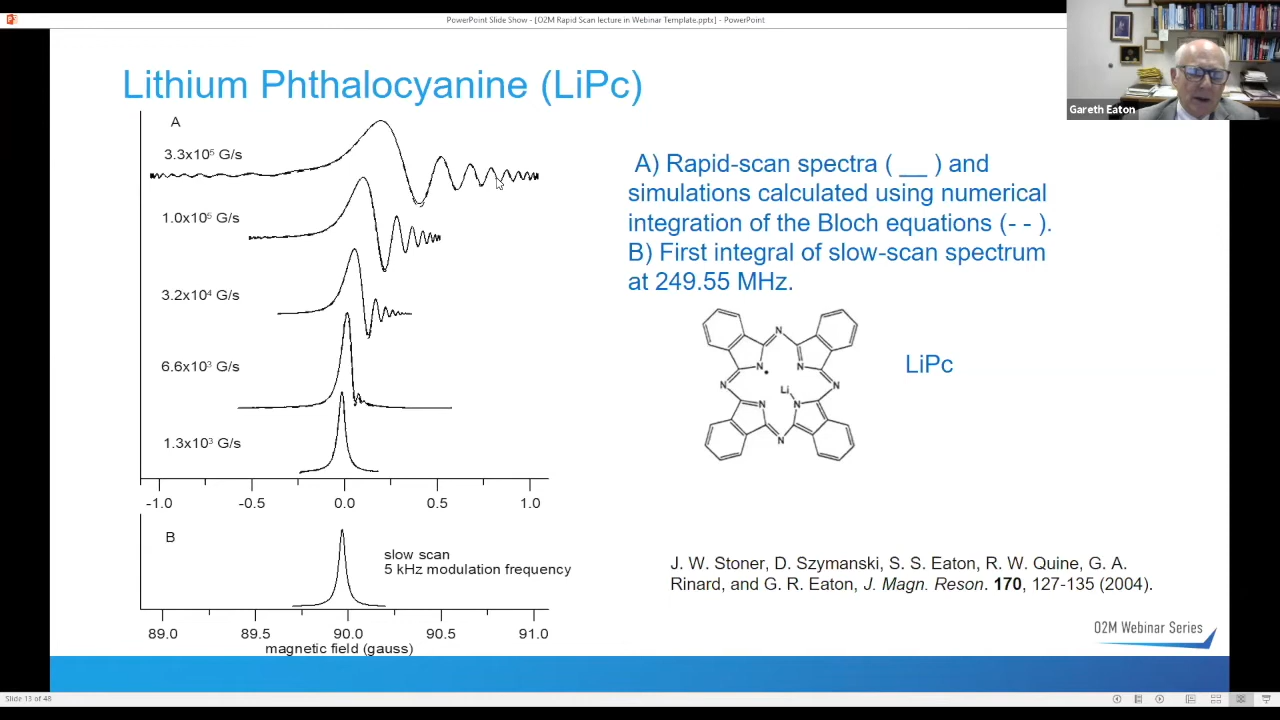 PowerPoint Slide Show - [O2M Rapid Scan lecture in Webinar Template.pptx] - PowerPoint
Gareth Eaton
Lithium Phthalocyanine (LiPc)
A
3.3x10⁵ G/s
1.0x10⁵ G/s
3.2x10⁴ G/s
6.6x10³ G/s
1.3x10³ G/s
-1.0 -0.5 0.0 0.5 1.0
B
slow scan
5 kHz modulation frequency
89.0 89.5 90.0 90.5 91.0
magnetic field (gauss)
A) Rapid-scan spectra ( __ ) and
simulations calculated using numerical
integration of the Bloch equations (- - ).
B) First integral of slow-scan spectrum
at 249.55 MHz.
N
N N
N N
Li
N N
N
LiPc
J. W. Stoner, D. Szymanski, S. S. Eaton, R. W. Quine, G. A.
Rinard, and G. R. Eaton, J. Magn. Reson. 170, 127-135 (2004).
O2M Webinar Series
Slide 13 of 48